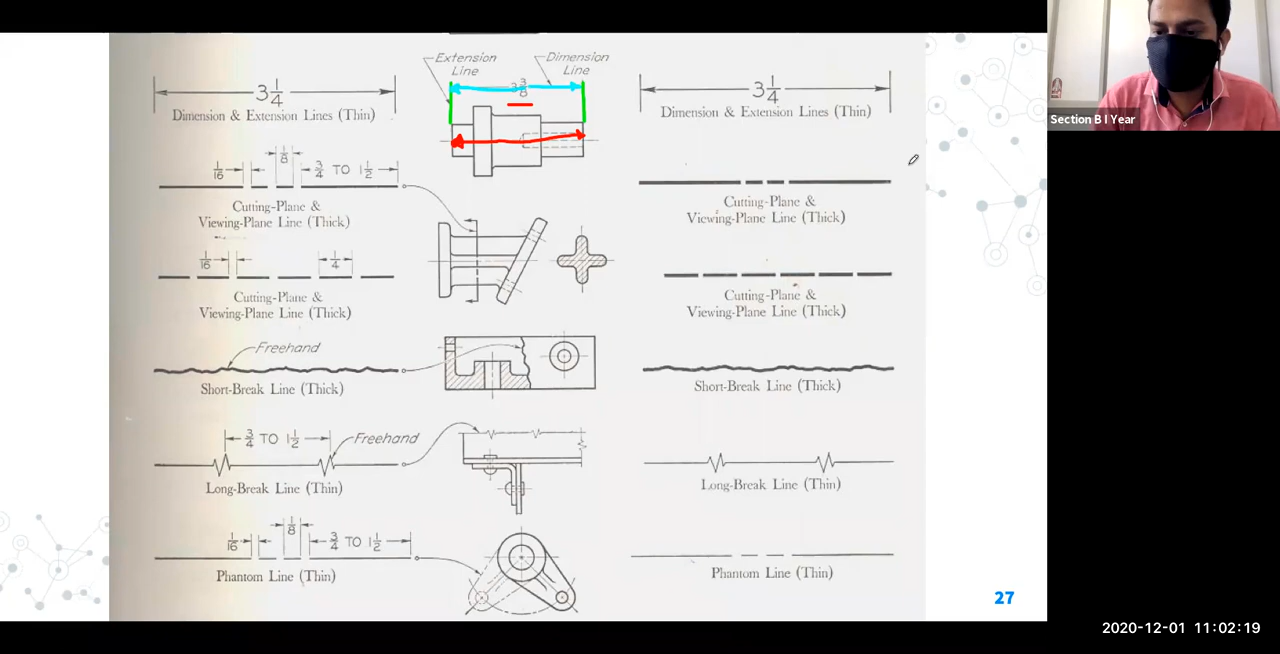 Extension
Line
Dimension
Line
3 1/4
Dimension & Extension Lines (Thin)
3/8
3 1/4
Dimension & Extension Lines (Thin)
Section B I Year
1/16
1/8
3/4 TO 1 1/2
Cutting-Plane &
Viewing-Plane Line (Thick)
Cutting-Plane &
Viewing-Plane Line (Thick)
1/16
1/4
Cutting-Plane &
Viewing-Plane Line (Thick)
Cutting-Plane &
Viewing-Plane Line (Thick)
Freehand
Short-Break Line (Thick)
Short-Break Line (Thick)
3/4 TO 1 1/2
Freehand
Long-Break Line (Thin)
Long-Break Line (Thin)
1/16
1/8
3/4 TO 1 1/2
Phantom Line (Thin)
Phantom Line (Thin)
27
2020-12-01 11:02:19